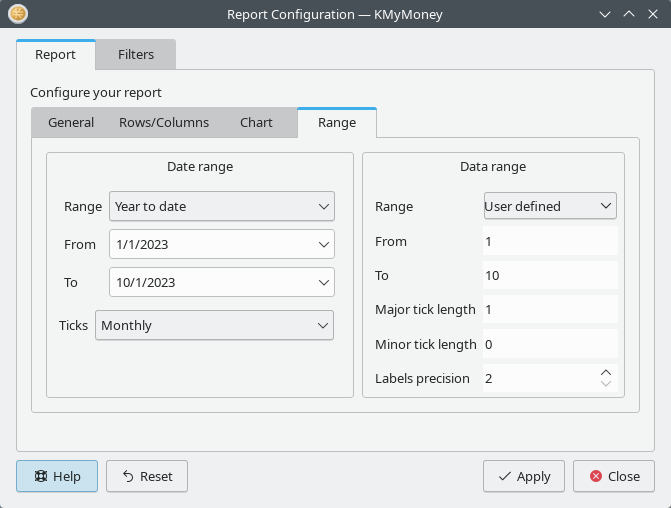 Report Configuration — KMyMoney
Report
Filters
Configure your report
General
Rows/Columns
Chart
Range
Date range
Range
Year to date
From
1/1/2023
To
10/1/2023
Ticks
Monthly
Data range
Range
User defined
From
1
To
10
Major tick length
1
Minor tick length
0
Labels precision
2
Help
Reset
Apply
Close